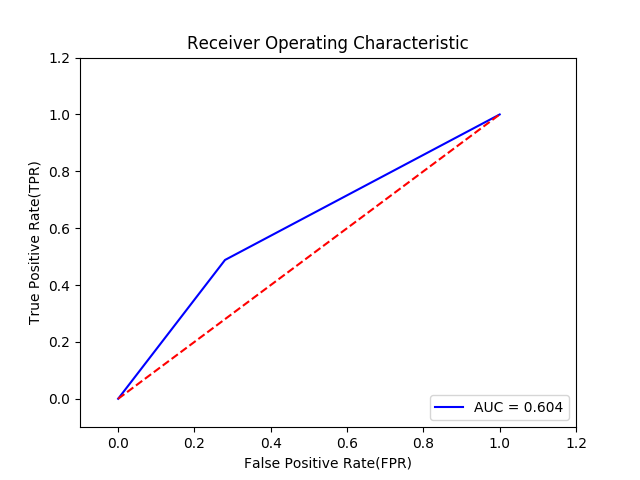 Receiver Operating Characteristic
1.2
1.0
0.8
0.6
0.4
0.2
0.0
True Positive Rate(TPR)
AUC = 0.604
0.0 0.2 0.4 0.6 0.8 1.0 1.2
False Positive Rate(FPR)